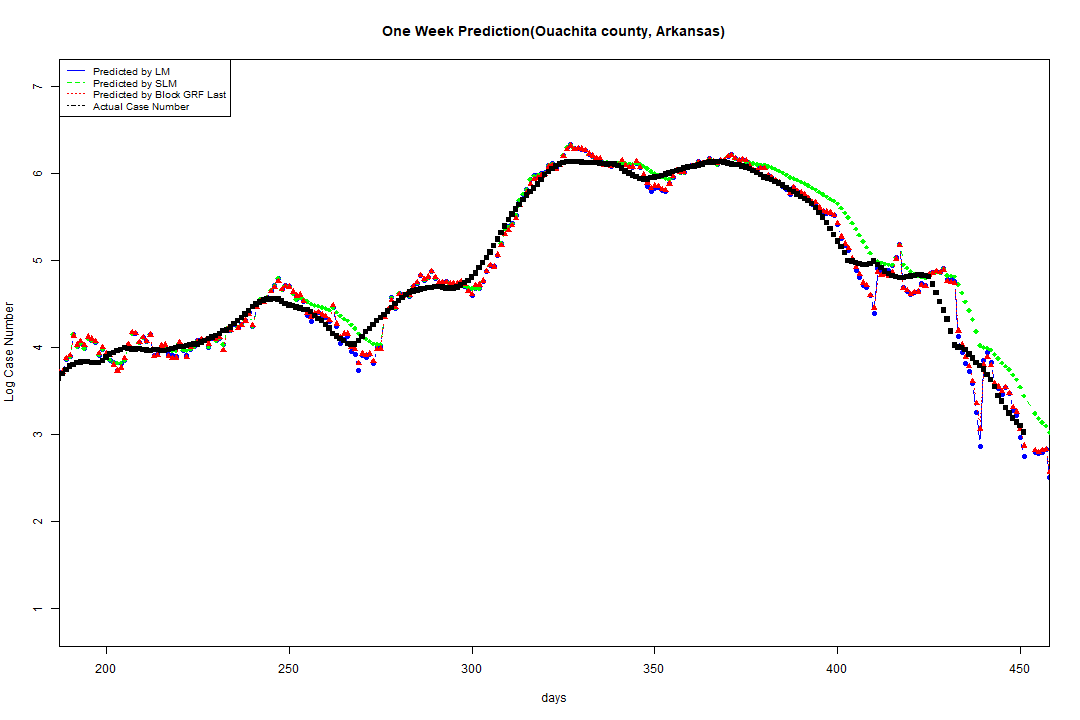 One Week Prediction(Ouachita county, Arkansas)
Predicted by LM
Predicted by SLM
Predicted by Block GRF Last
Actual Case Number
7
6
5
4
3
2
1
Log Case Number
200 250 300 350 400 450
days